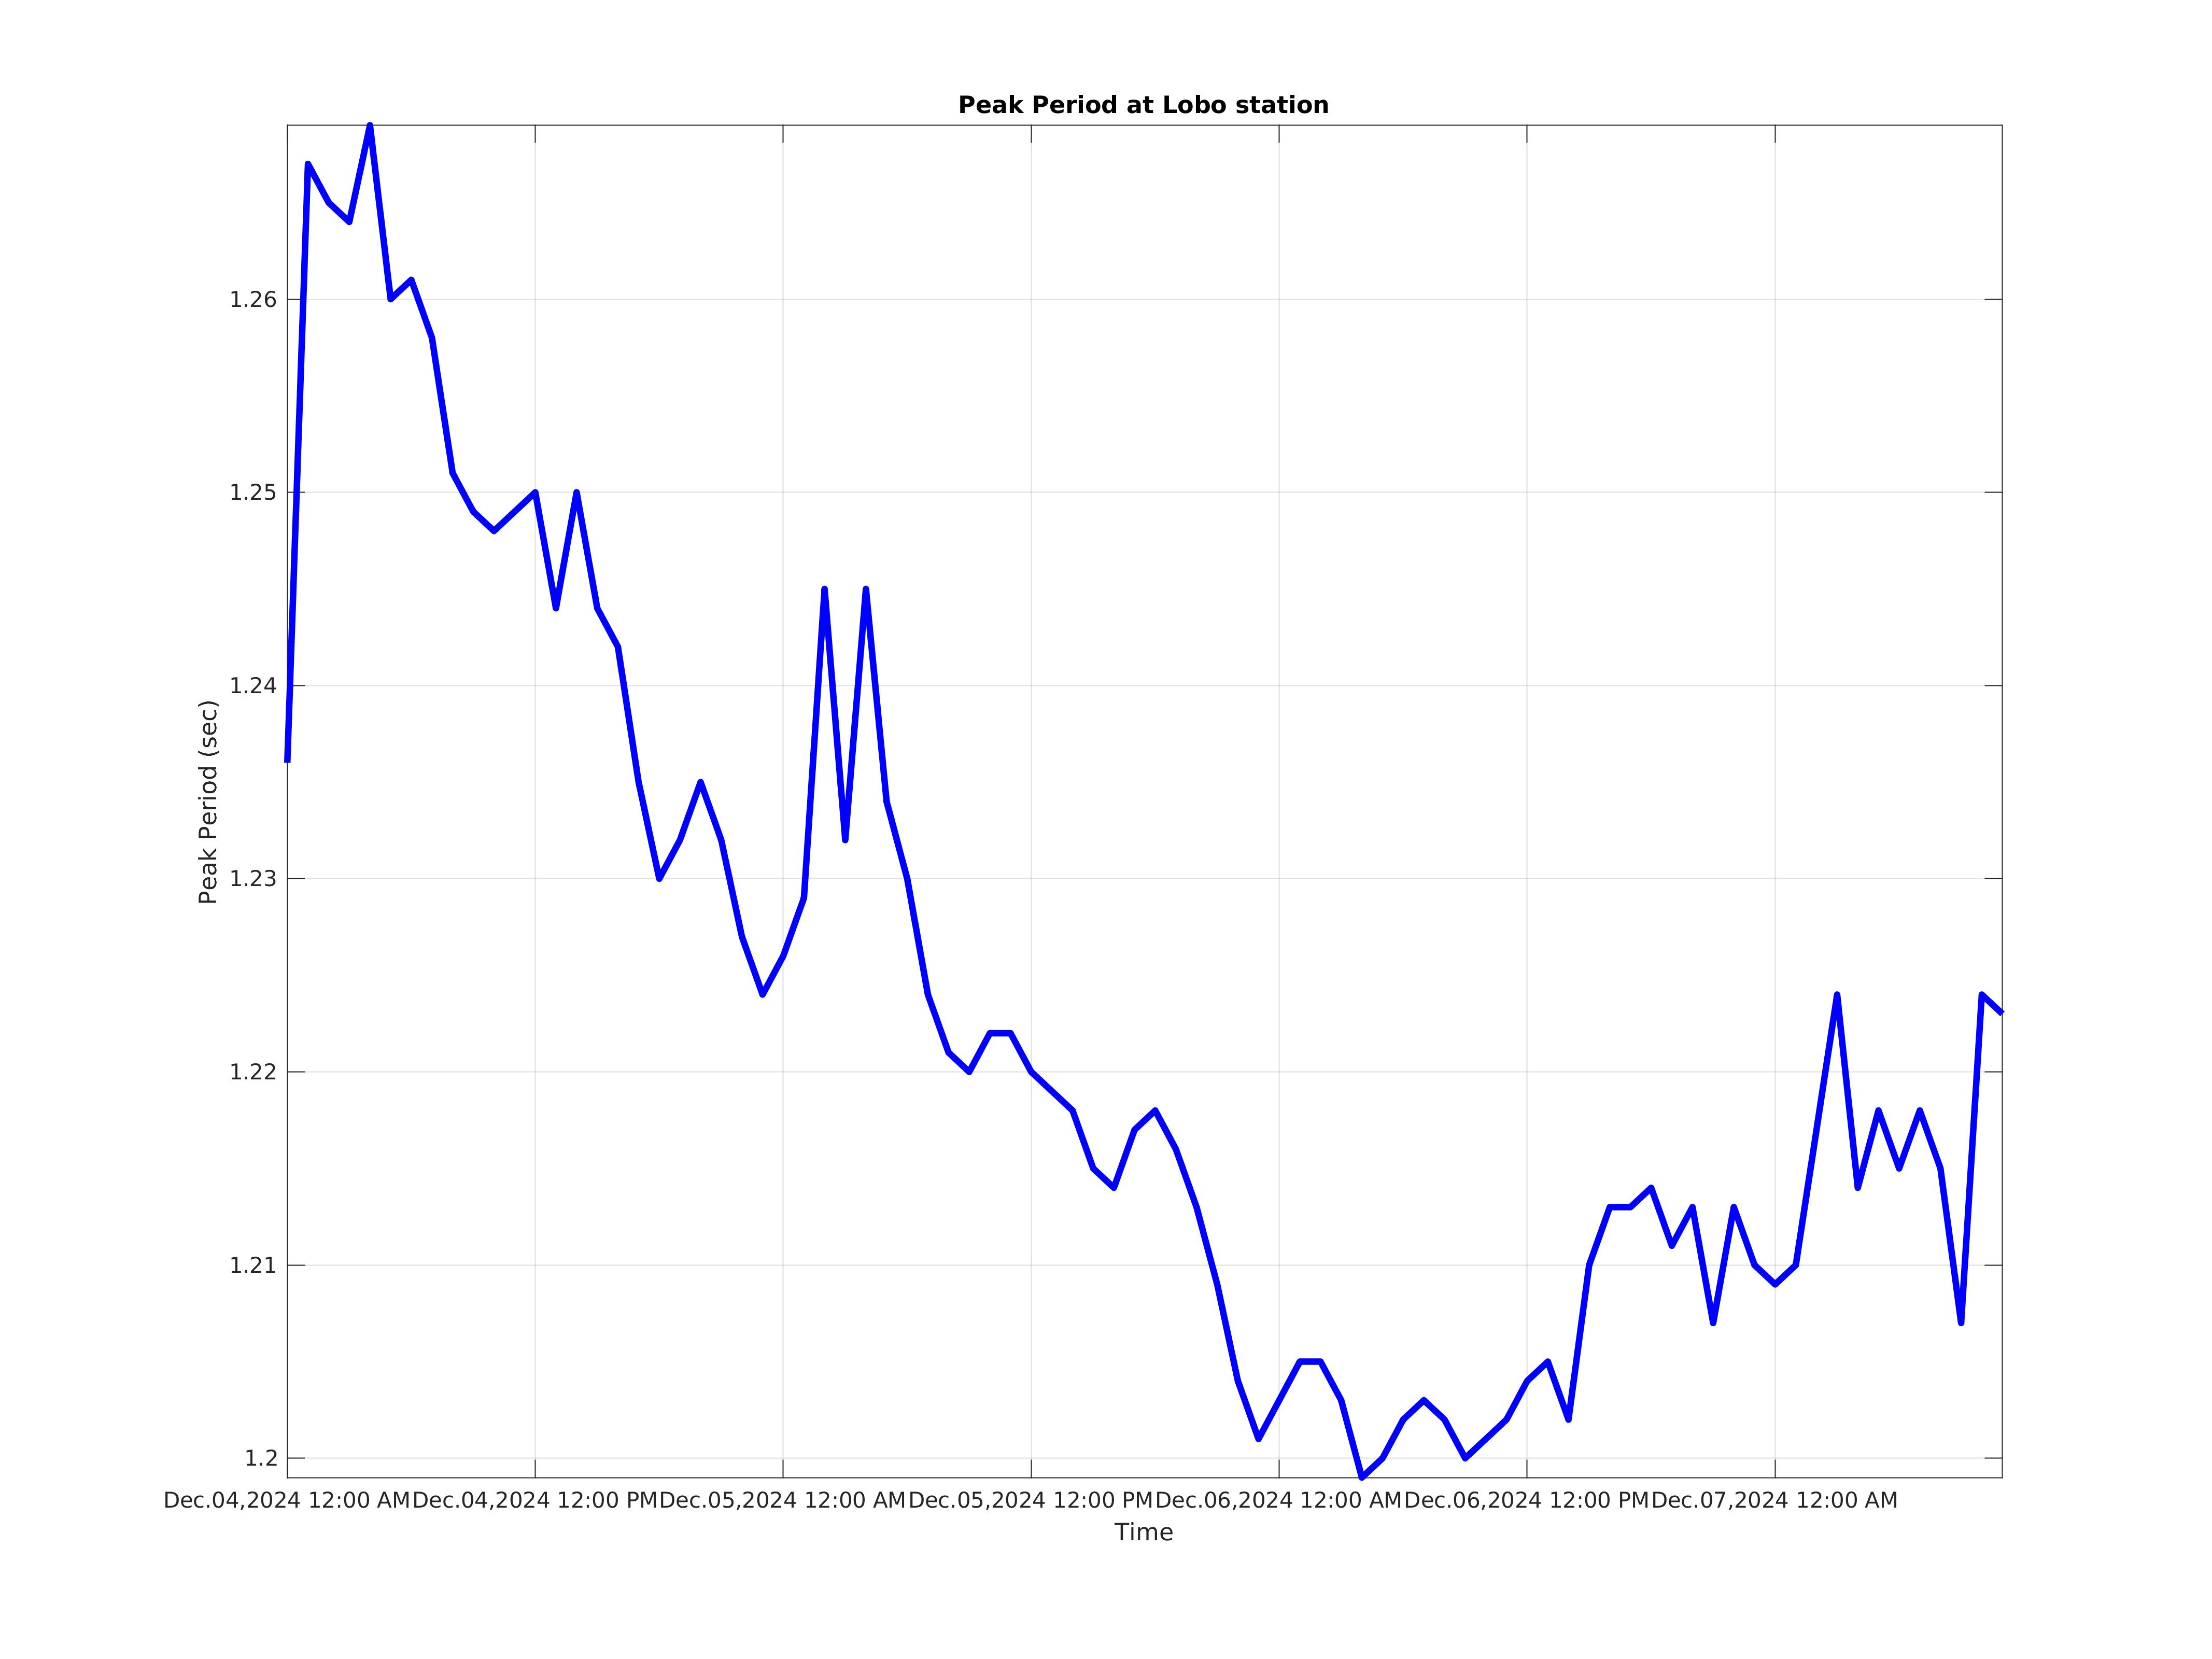 Peak Period at Lobo station
Peak Period (sec)
1.26
1.25
1.24
1.23
1.22
1.21
1.2
Dec.04,2024 12:00 AM Dec.04,2024 12:00 PM Dec.05,2024 12:00 AM Dec.05,2024 12:00 PM Dec.06,2024 12:00 AM Dec.06,2024 12:00 PM Dec.07,2024 12:00 AM
Time